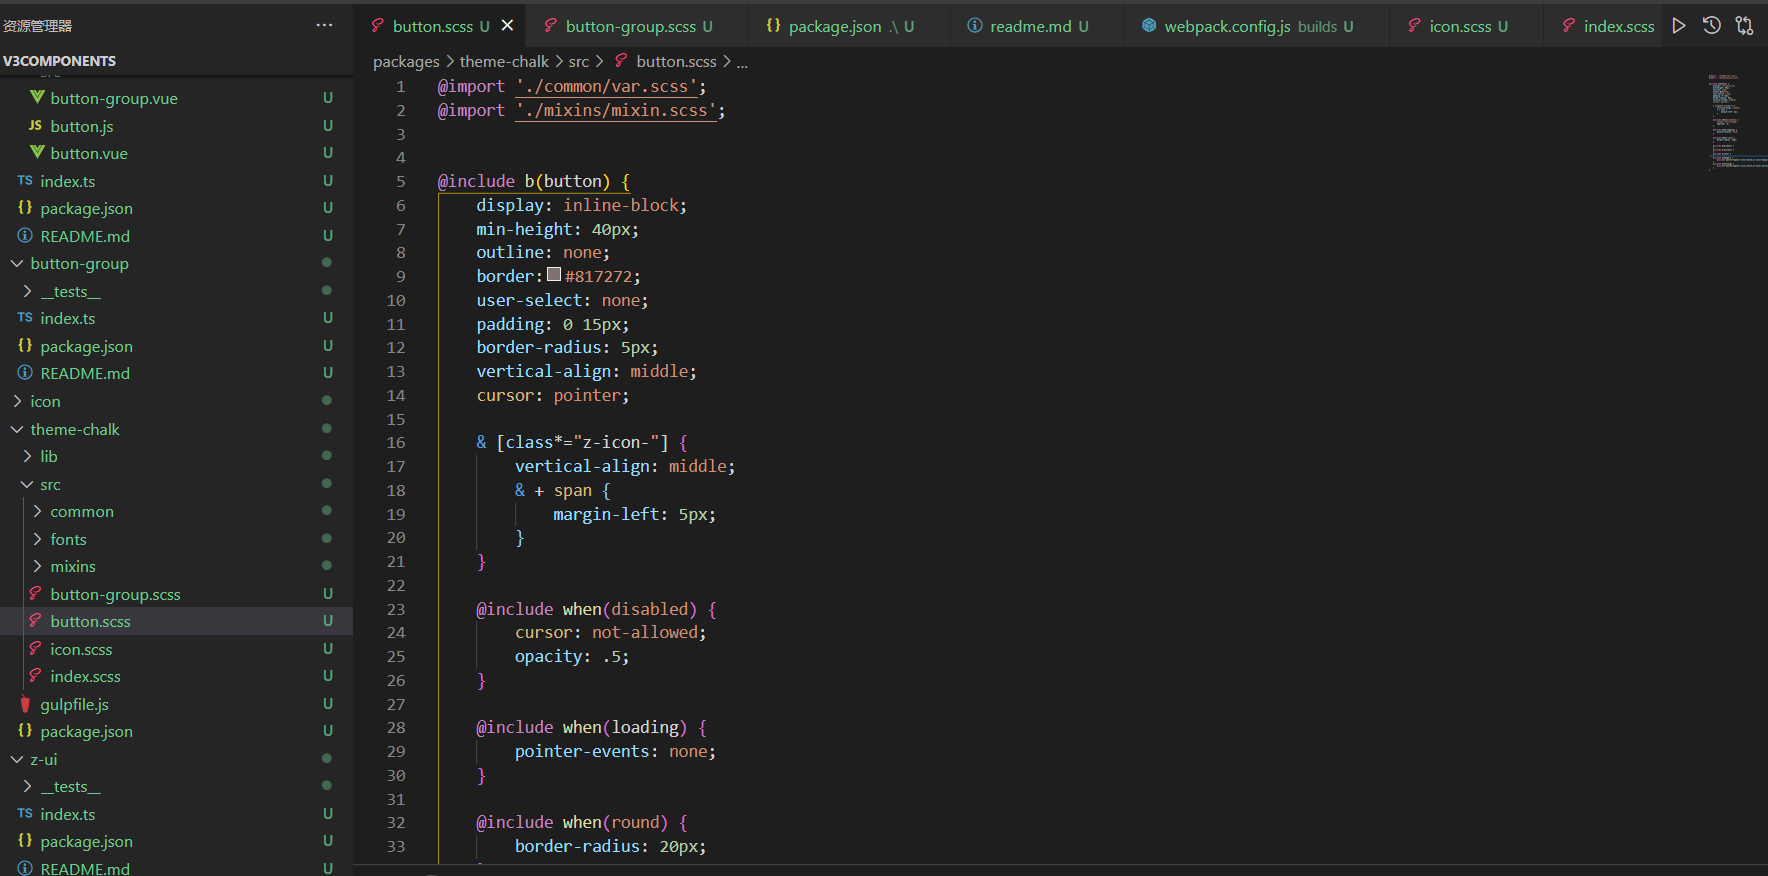 资源管理器 ···
V3COMPONENTS
button-group.vue U
JS button.js U
button.vue U
TS index.ts U
{} package.json U
README.md U
button-group
__tests__
TS index.ts U
{} package.json U
README.md U
icon
theme-chalk
lib
src
common
fonts
mixins
button-group.scss U
button.scss U
icon.scss U
index.scss U
gulpfile.js U
{} package.json U
z-ui
__tests__
TS index.ts U
{} package.json U
README.md U
button.scss U
button-group.scss U
{} package.json .\ U
readme.md U
webpack.config.js builds U
icon.scss U
index.scss
packages > theme-chalk > src > button.scss > ...
1 @import './common/var.scss';
2 @import './mixins/mixin.scss';
3
4
5 @include b(button) {
6 display: inline-block;
7 min-height: 40px;
8 outline: none;
9 border: #817272;
10 user-select: none;
11 padding: 0 15px;
12 border-radius: 5px;
13 vertical-align: middle;
14 cursor: pointer;
15
16 & [class*="z-icon-"] {
17 vertical-align: middle;
18 & + span {
19 margin-left: 5px;
20 }
21 }
22
23 @include when(disabled) {
24 cursor: not-allowed;
25 opacity: .5;
26 }
27
28 @include when(loading) {
29 pointer-events: none;
30 }
31
32 @include when(round) {
33 border-radius: 20px;